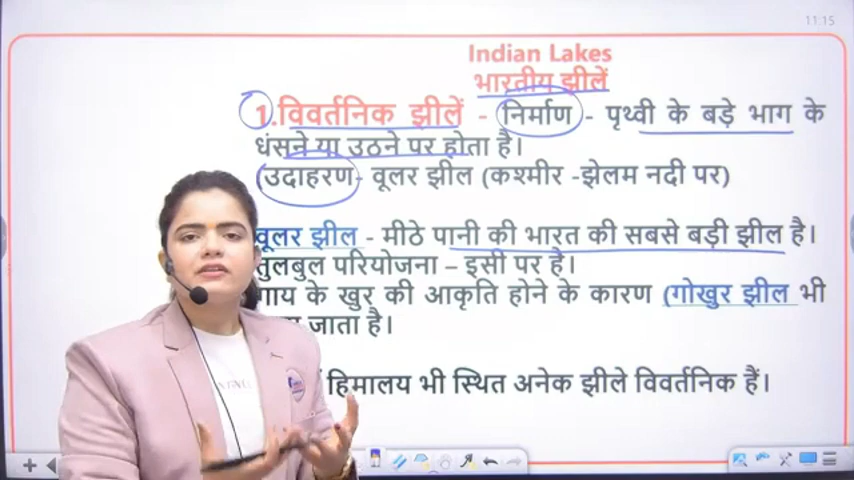 11:15
Indian Lakes
भारतीय झीलें
1.विवर्तनिक झीलें - निर्माण - पृथ्वी के बड़े भाग के
धंसने या उठने पर होता है।
(उदाहरण- वूलर झील (कश्मीर -झेलम नदी पर)
वूलर झील - मीठे पानी की भारत की सबसे बड़ी झील है।
तुलबुल परियोजना – इसी पर है।
गाय के खुर की आकृति होने के कारण (गोखुर झील भी
जाता है।
हिमालय भी स्थित अनेक झीले विवर्तनिक हैं।